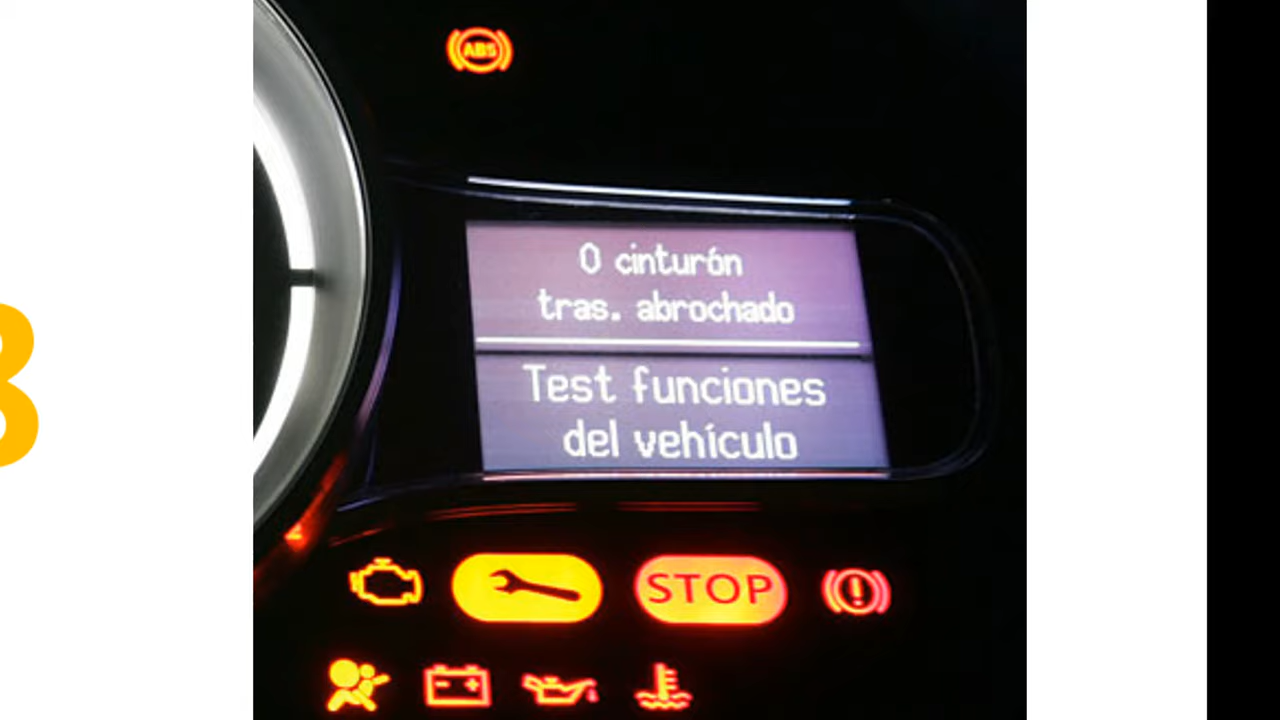 ABS
0 cinturón
tras. abrochado
Test funciones
del vehículo
STOP